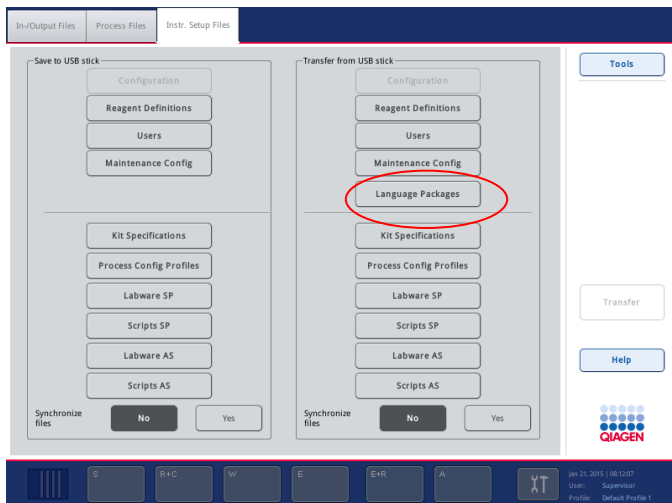 In-/Output Files
Process Files
Instr. Setup Files
Save to USB stick
Configuration
Reagent Definitions
Users
Maintenance Config
Kit Specifications
Process Config Profiles
Labware SP
Scripts SP
Labware AS
Scripts AS
Synchronize
files
No
Yes
Transfer from USB stick
Configuration
Reagent Definitions
Users
Maintenance Config
Language Packages
Kit Specifications
Process Config Profiles
Labware SP
Scripts SP
Labware AS
Scripts AS
Synchronize
files
No
Yes
Tools
Transfer
Help
QIAGEN
S
R+C
W
E
E+R
A
Jan 21, 2015 | 08:12:07
User: Supervisor
Profile: Default Profile 1